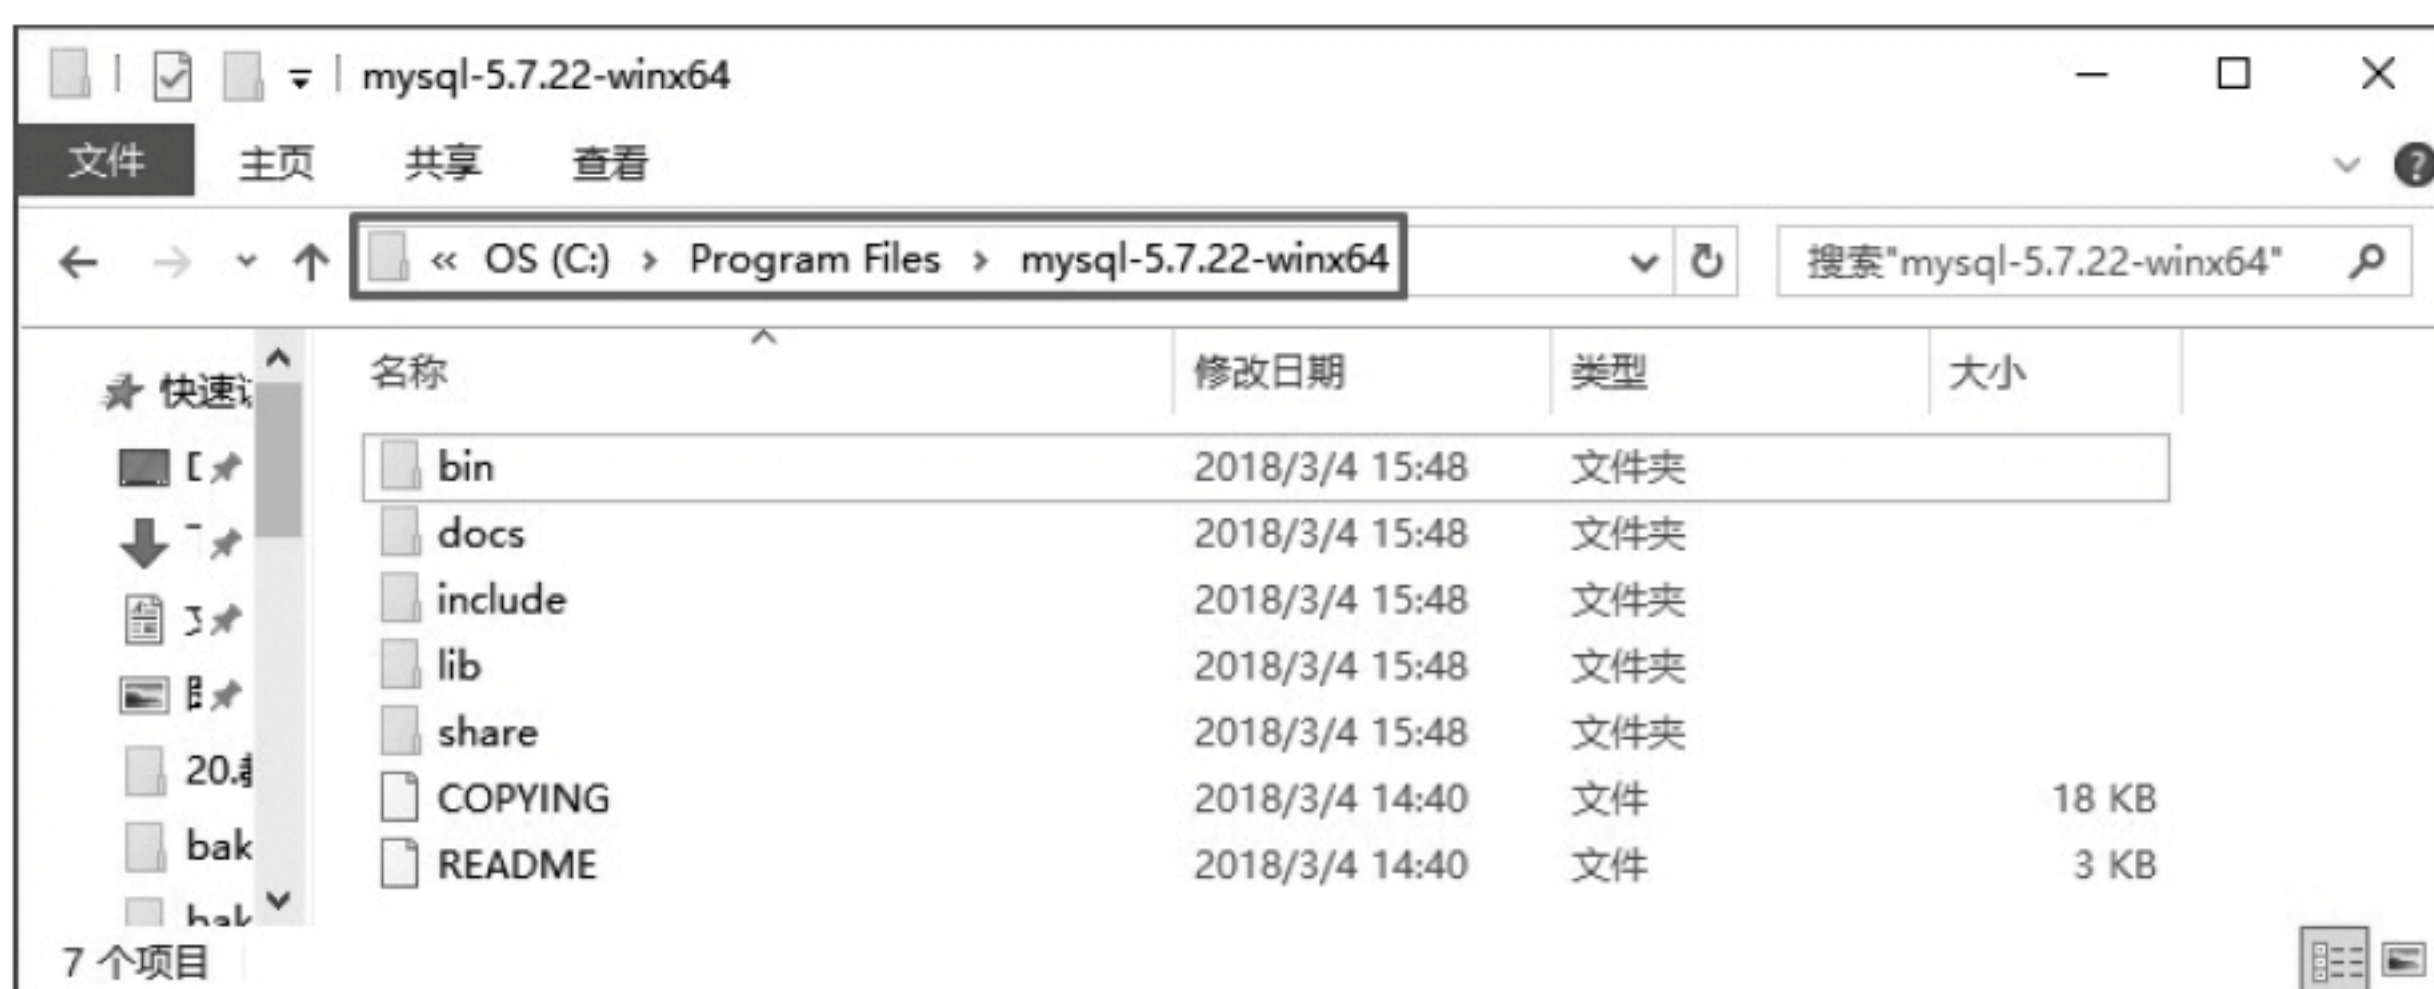 mysql-5.7.22-winx64
文件 主页 共享 查看
« OS (C:) › Program Files › mysql-5.7.22-winx64
搜索"mysql-5.7.22-winx64"
快速
名称 修改日期 类型 大小
bin 2018/3/4 15:48 文件夹
docs 2018/3/4 15:48 文件夹
include 2018/3/4 15:48 文件夹
lib 2018/3/4 15:48 文件夹
share 2018/3/4 15:48 文件夹
20.
COPYING 2018/3/4 14:40 文件 18 KB
bak
README 2018/3/4 14:40 文件 3 KB
bak
7 个项目